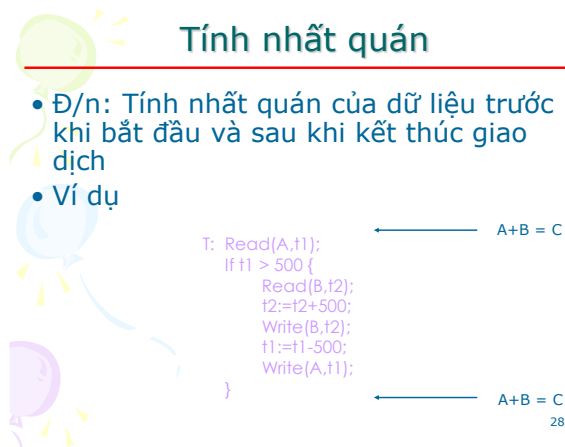 Tính nhất quán
• Đ/n: Tính nhất quán của dữ liệu trước
khi bắt đầu và sau khi kết thúc giao
dịch
• Ví dụ
A+B = C
T: Read(A,t1);
If t1 > 500 {
Read(B,t2);
t2:=t2+500;
Write(B,t2);
t1:=t1-500;
Write(A,t1);
}
A+B = C
28